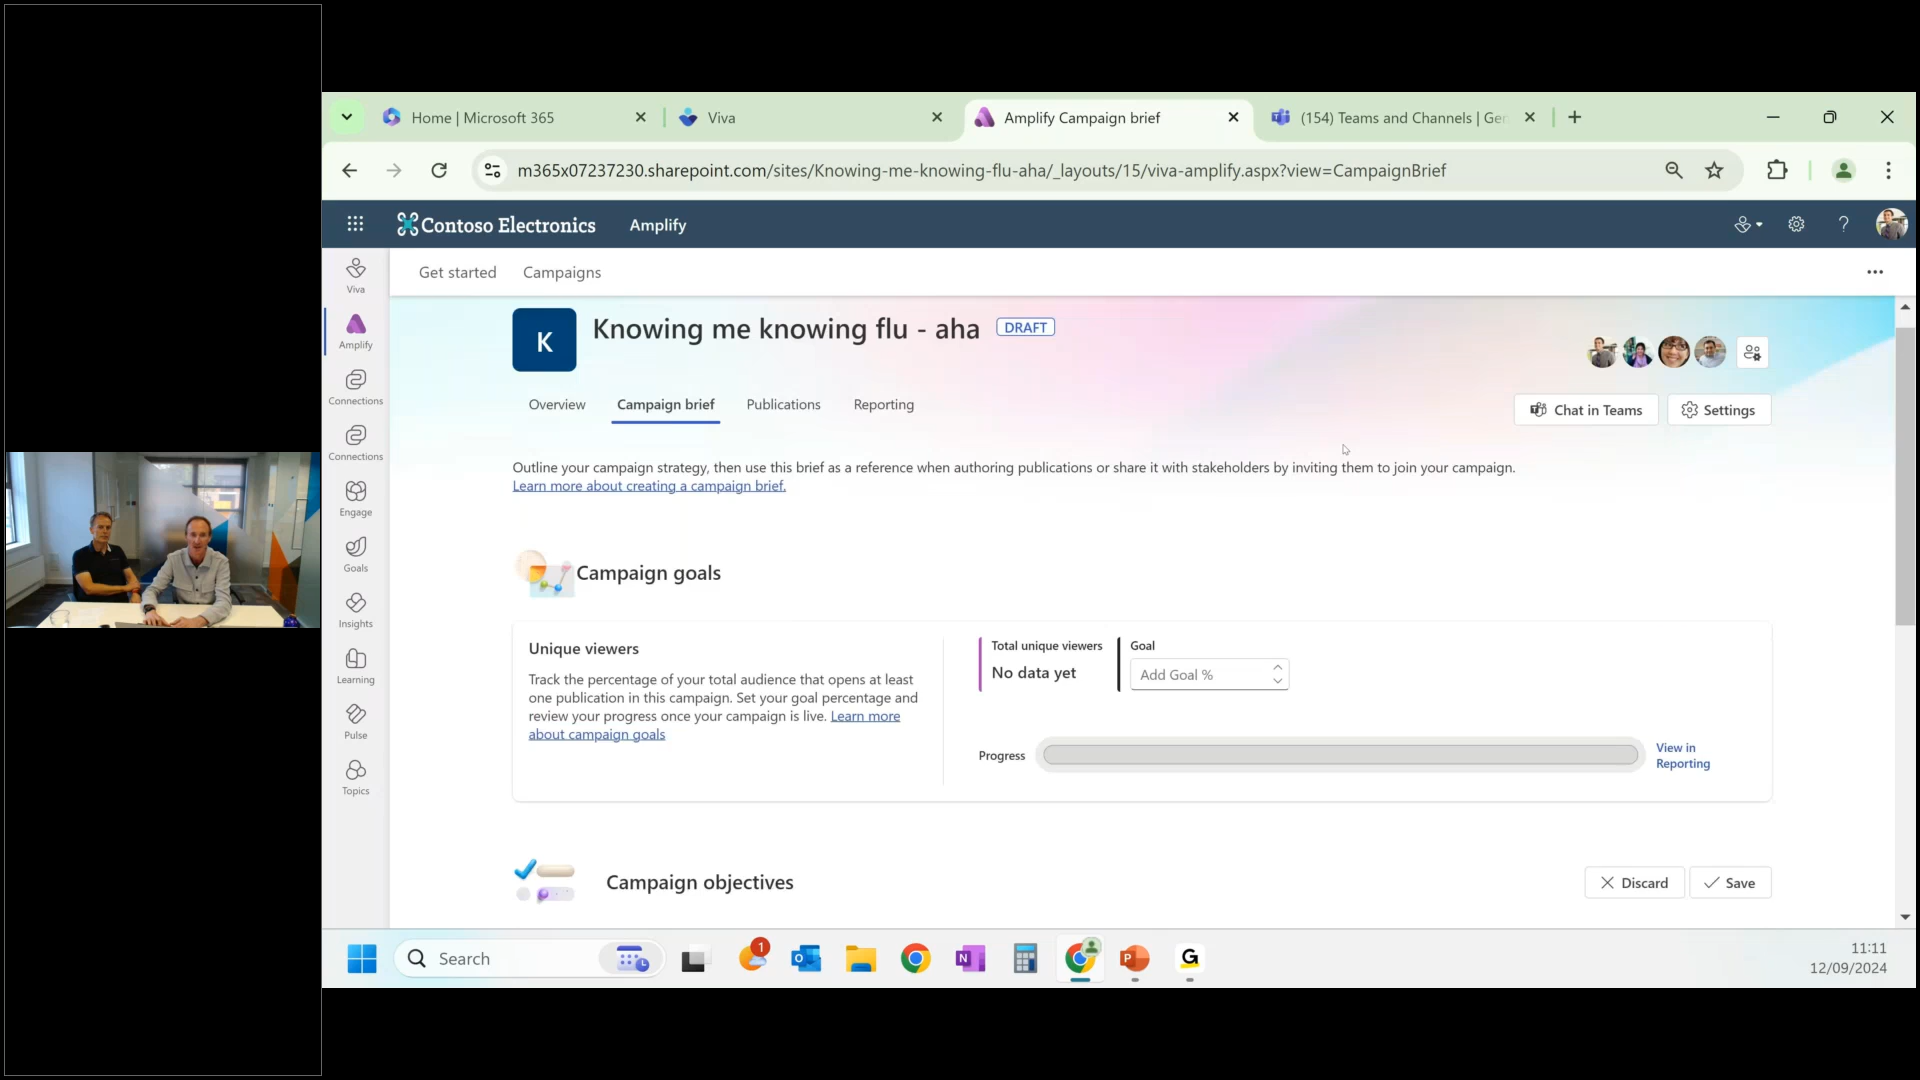 Home | Microsoft 365
Viva
Amplify Campaign brief
(154) Teams and Channels | Ger
m365x07237230.sharepoint.com/sites/Knowing-me-knowing-flu-aha/_layouts/15/viva-amplify.aspx?view=CampaignBrief
Contoso Electronics
Amplify
Get started
Campaigns
Viva
Amplify
Connections
Connections
Engage
Goals
Insights
Learning
Pulse
Topics
K
Knowing me knowing flu - aha
DRAFT
Overview
Campaign brief
Publications
Reporting
Chat in Teams
Settings
Outline your campaign strategy, then use this brief as a reference when authoring publications or share it with stakeholders by inviting them to join your campaign.
Learn more about creating a campaign brief.
Campaign goals
Unique viewers
Track the percentage of your total audience that opens at least
one publication in this campaign. Set your goal percentage and
review your progress once your campaign is live. Learn more
about campaign goals
Total unique viewers
No data yet
Goal
Add Goal %
Progress
View in
Reporting
Campaign objectives
Discard
Save
Search
1
11:11
12/09/2024